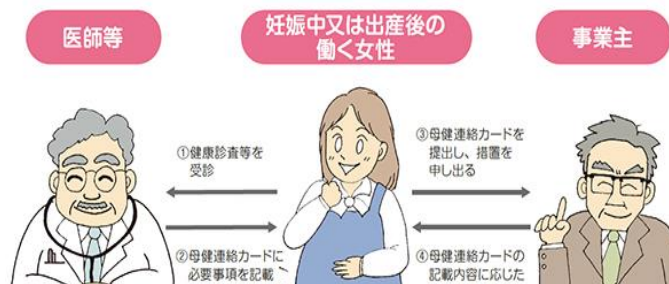 医師等
妊娠中又は出産後の
働く女性
事業主
①健康診査等を
受診
②母健連絡カードに
必要事項を記載
③母健連絡カードを
提出し、措置を
申し出る
④母健連絡カードの
記載内容に応じた